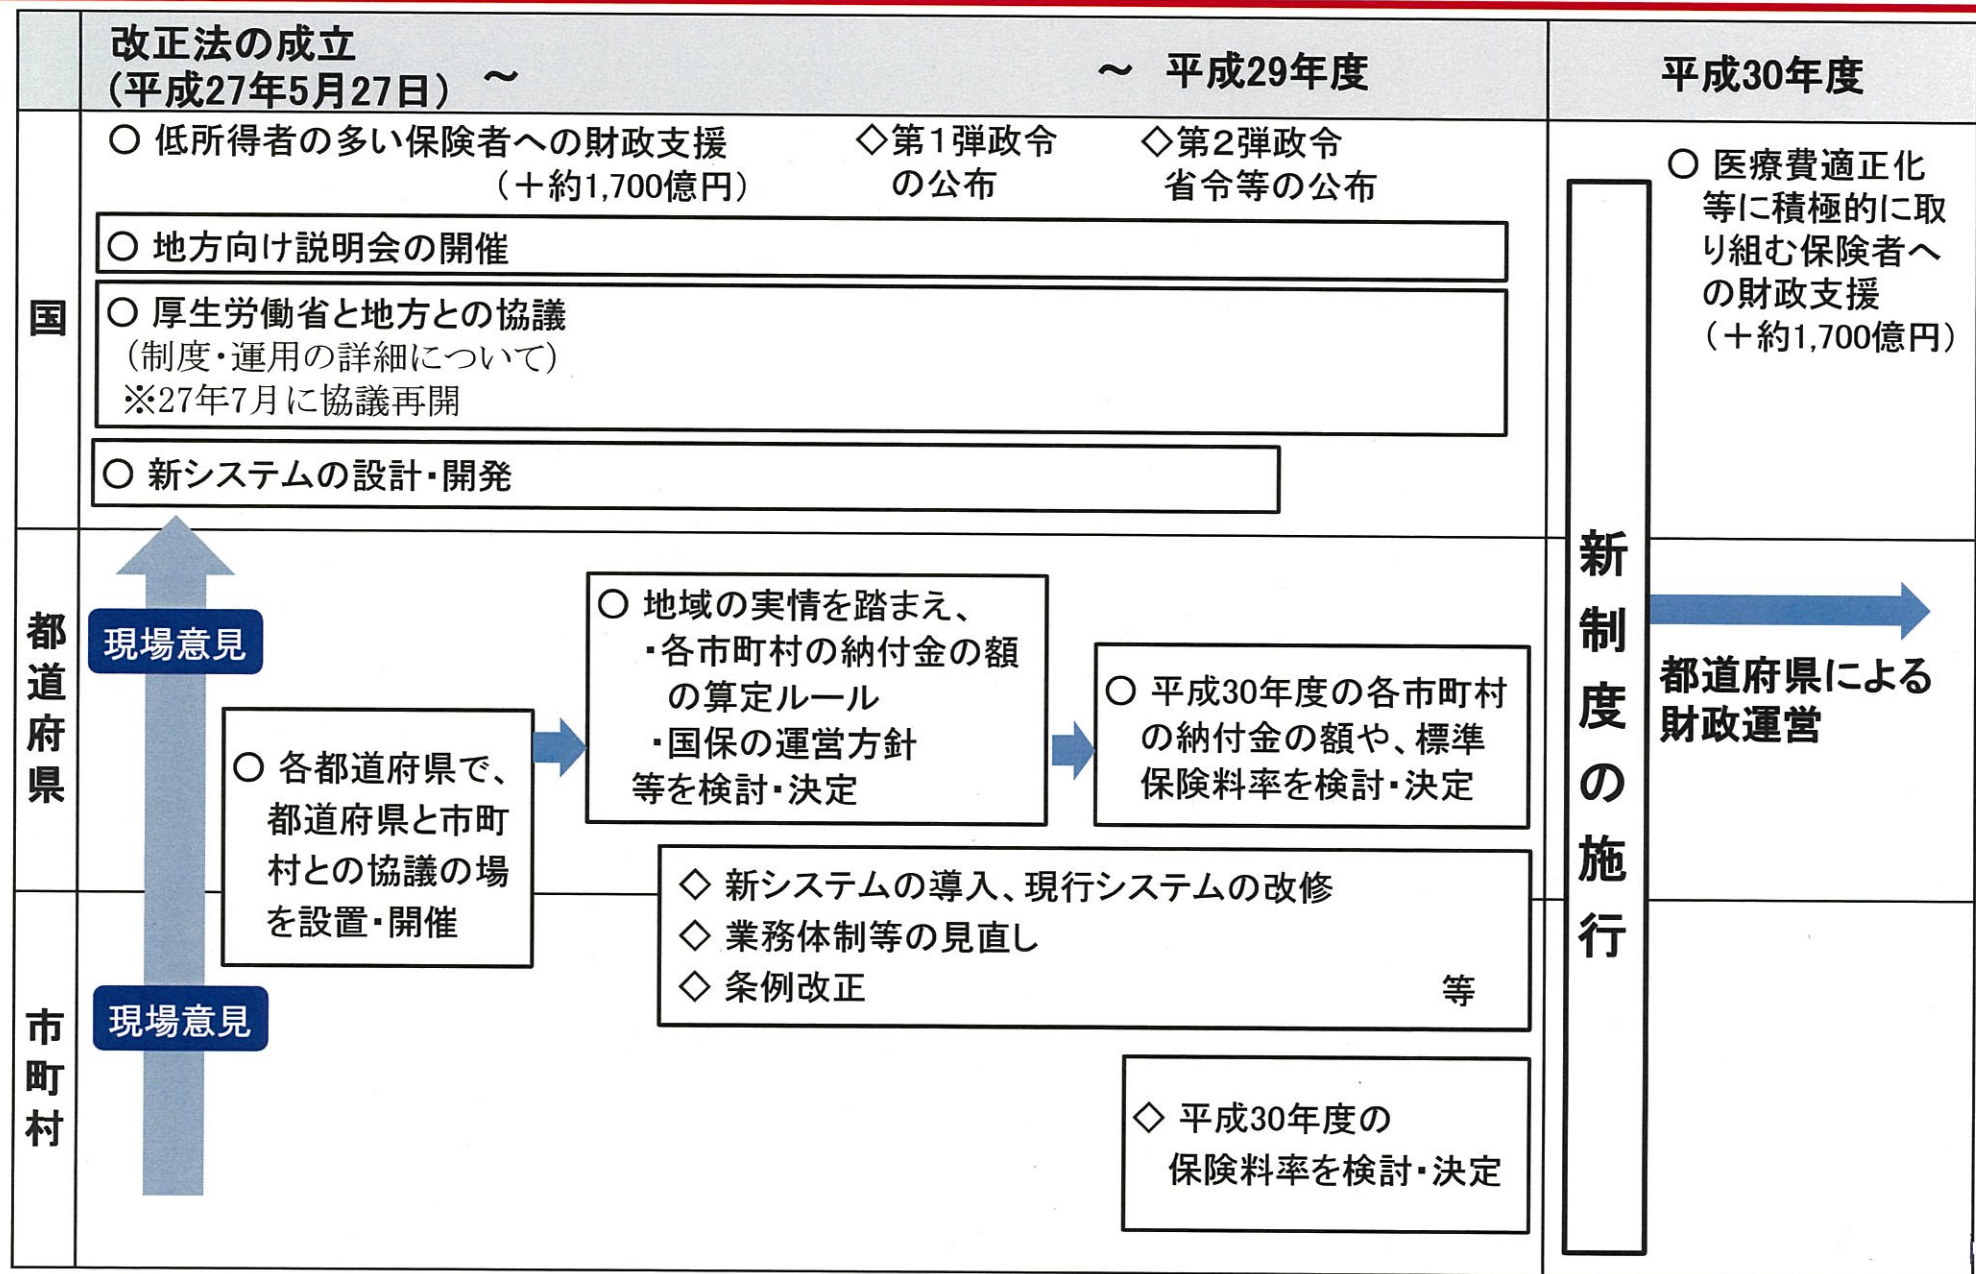 改正法の成立
(平成27年5月27日) ～
～ 平成29年度
平成30年度
国
○ 低所得者の多い保険者への財政支援
（＋約1,700億円）
◇第1弾政令
の公布
◇第2弾政令
省令等の公布
○ 地方向け説明会の開催
○ 厚生労働省と地方との協議
（制度・運用の詳細について）
※27年7月に協議再開
○ 新システムの設計・開発
○ 医療費適正化
等に積極的に取
り組む保険者へ
の財政支援
（＋約1,700億円）
都道府県
現場意見
○ 各都道府県で、
都道府県と市町
村との協議の場
を設置・開催
○ 地域の実情を踏まえ、
・各市町村の納付金の額
の算定ルール
・国保の運営方針
等を検討・決定
○ 平成30年度の各市町村
の納付金の額や、標準
保険料率を検討・決定
新制度の施行
都道府県による
財政運営
◇ 新システムの導入、現行システムの改修
◇ 業務体制等の見直し
◇ 条例改正 等
市町村
現場意見
◇ 平成30年度の
保険料率を検討・決定